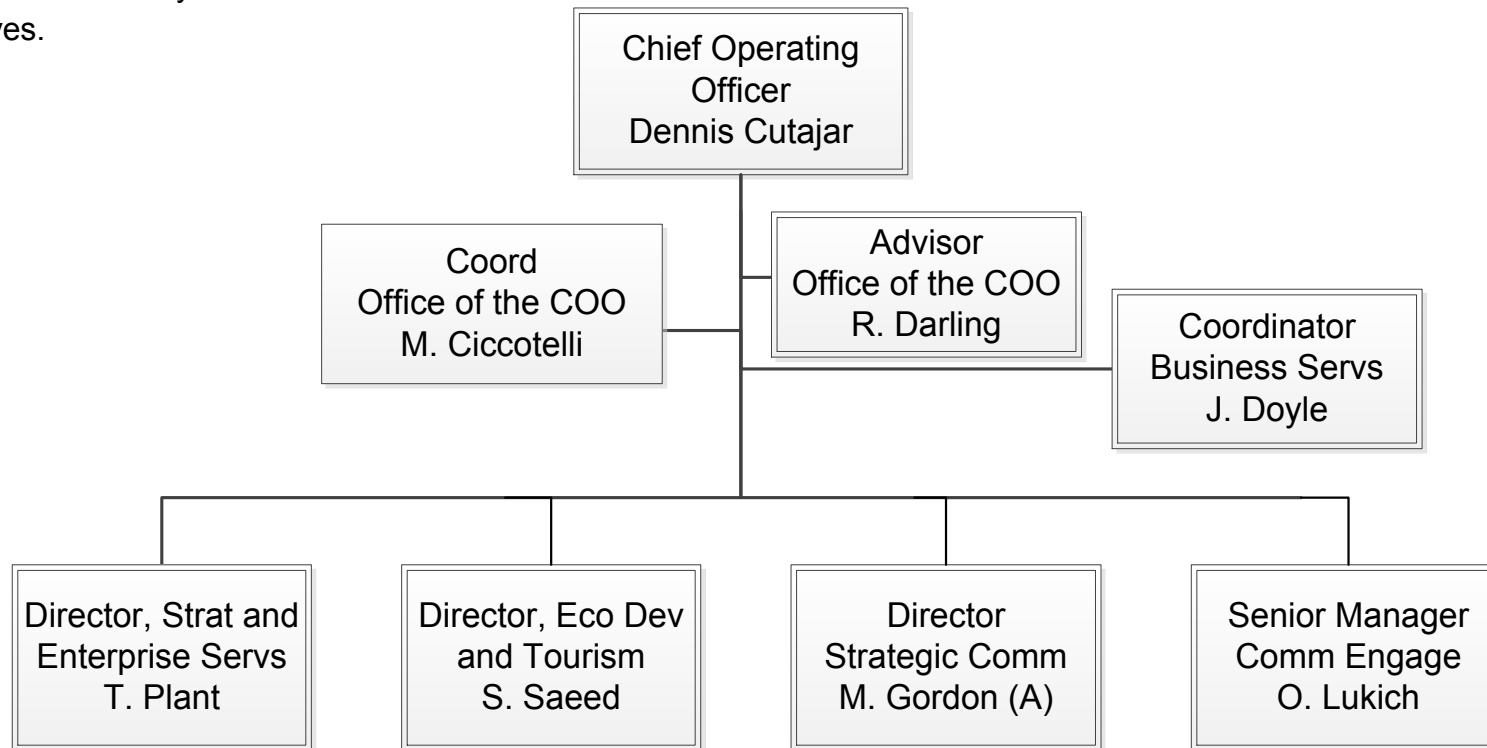 ves.
Chief Operating
Officer
Dennis Cutajar
Coord
Office of the COO
M. Ciccotelli
Advisor
Office of the COO
R. Darling
Coordinator
Business Servs
J. Doyle
Director, Strat and
Enterprise Servs
T. Plant
Director, Eco Dev
and Tourism
S. Saeed
Director
Strategic Comm
M. Gordon (A)
Senior Manager
Comm Engage
O. Lukich